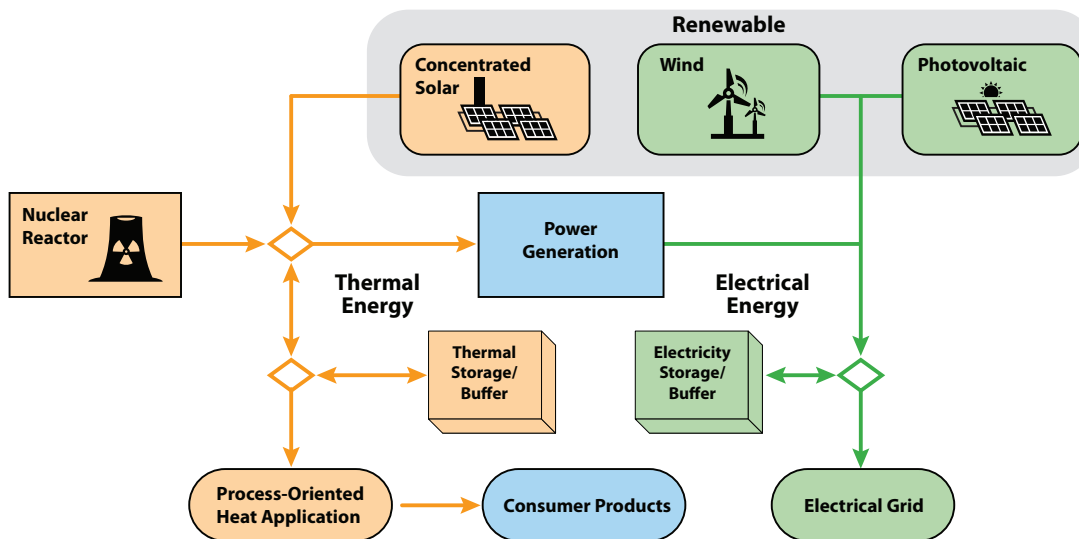 Renewable
Concentrated
Solar
Wind
Photovoltaic
Nuclear
Reactor
Power
Generation
Thermal
Energy
Electrical
Energy
Thermal
Storage/
Buffer
Electricity
Storage/
Buffer
Process-Oriented
Heat Application
Consumer Products
Electrical Grid